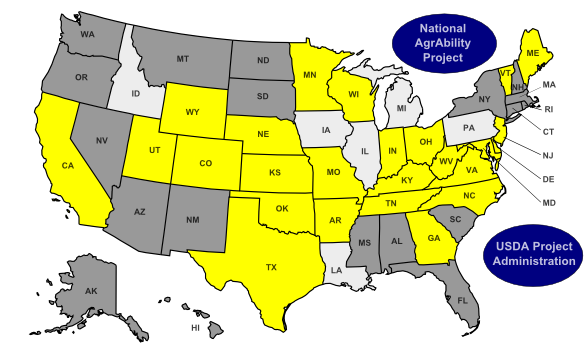 National
AgrAbility
Project
WA
MT
ND
MN
ME
VT
NH
OR
ID
SD
WI
MI
NY
MA
RI
CT
WY
IA
PA
NJ
NV
NE
IL
IN
OH
DE
MD
CA
UT
CO
KS
MO
KY
WV
VA
AZ
NM
OK
AR
TN
NC
SC
TX
LA
MS
AL
GA
FL
USDA Project
Administration
AK
HI